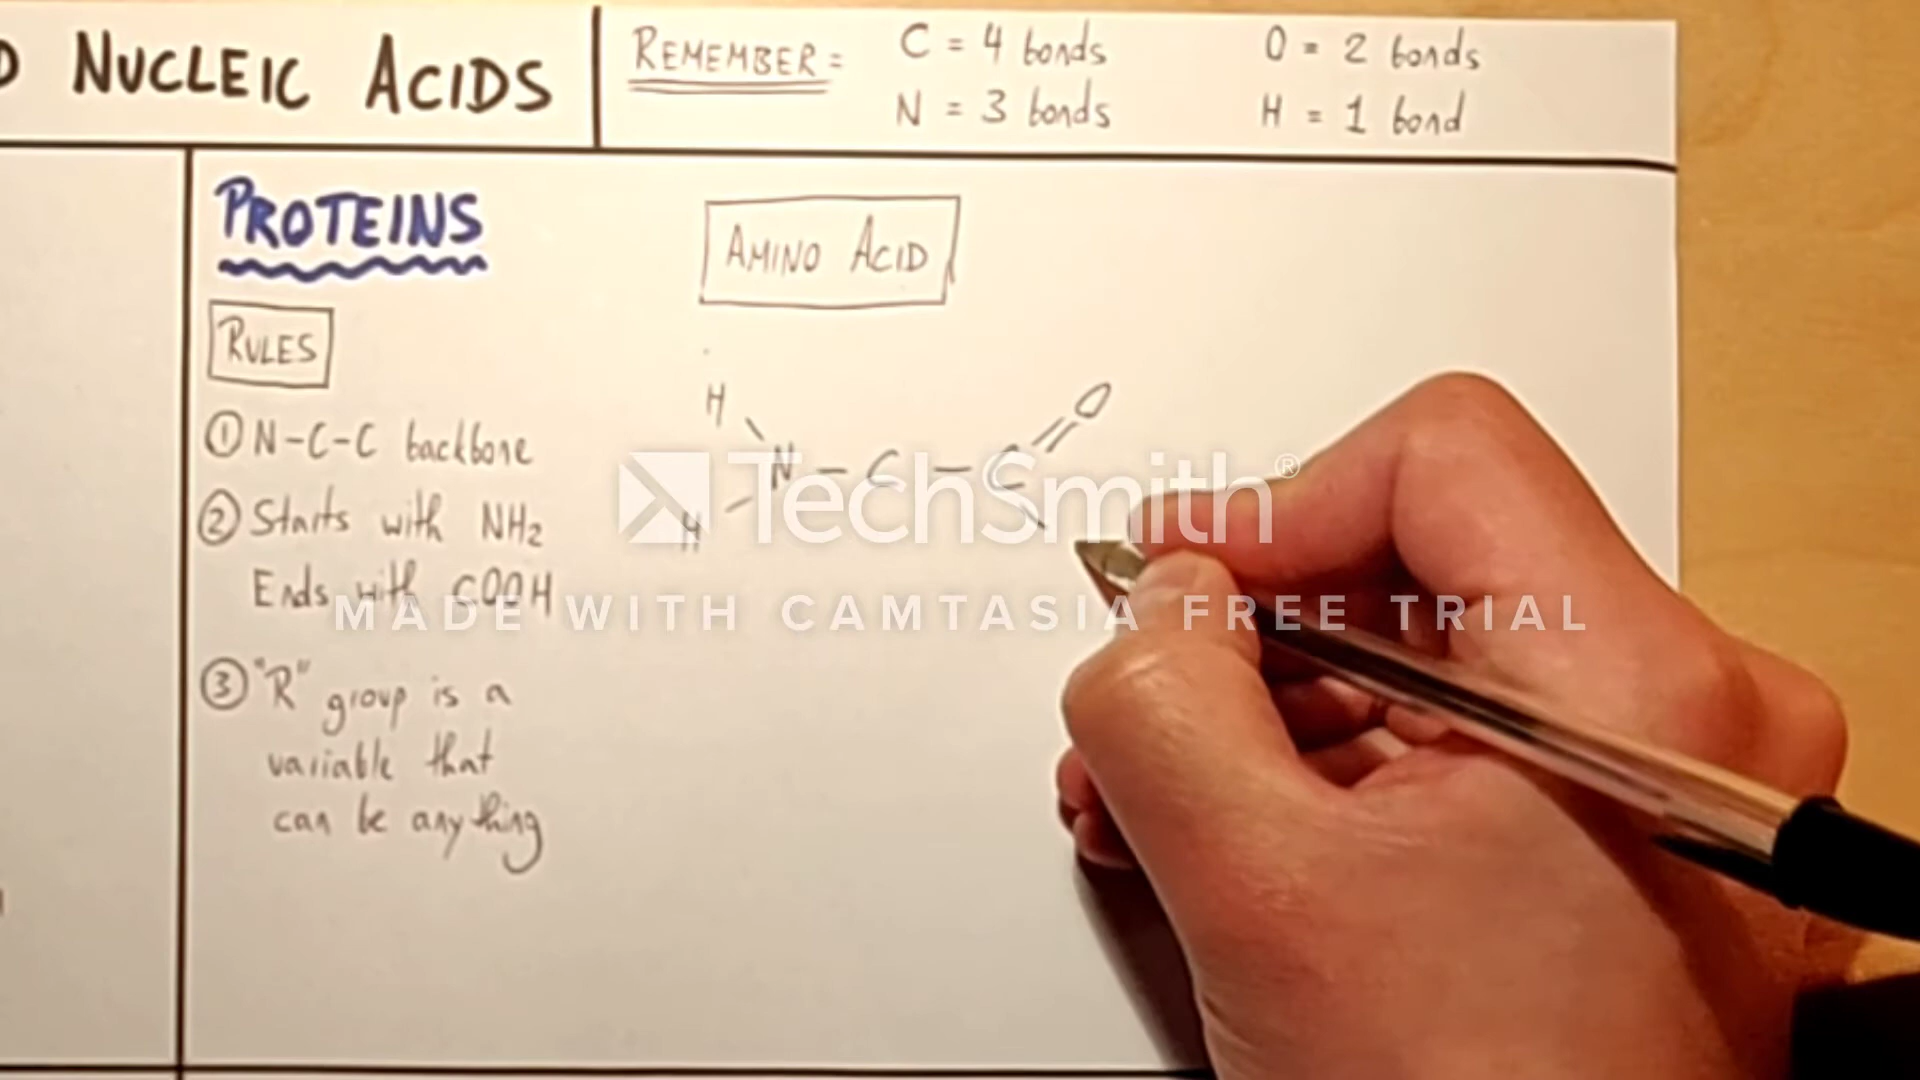 NUCLEIC ACIDS
REMEMBER: C = 4 bonds O = 2 bonds
N = 3 bonds H = 1 bond
PROTEINS
AMINO ACID
RULES
① N-C-C backbone
② Starts with NH2
Ends with COOH
③ "R" group is a
variable that
can be anything
H O
N - C - C
H
TechSmith®
MADE WITH CAMTASIA FREE TRIAL